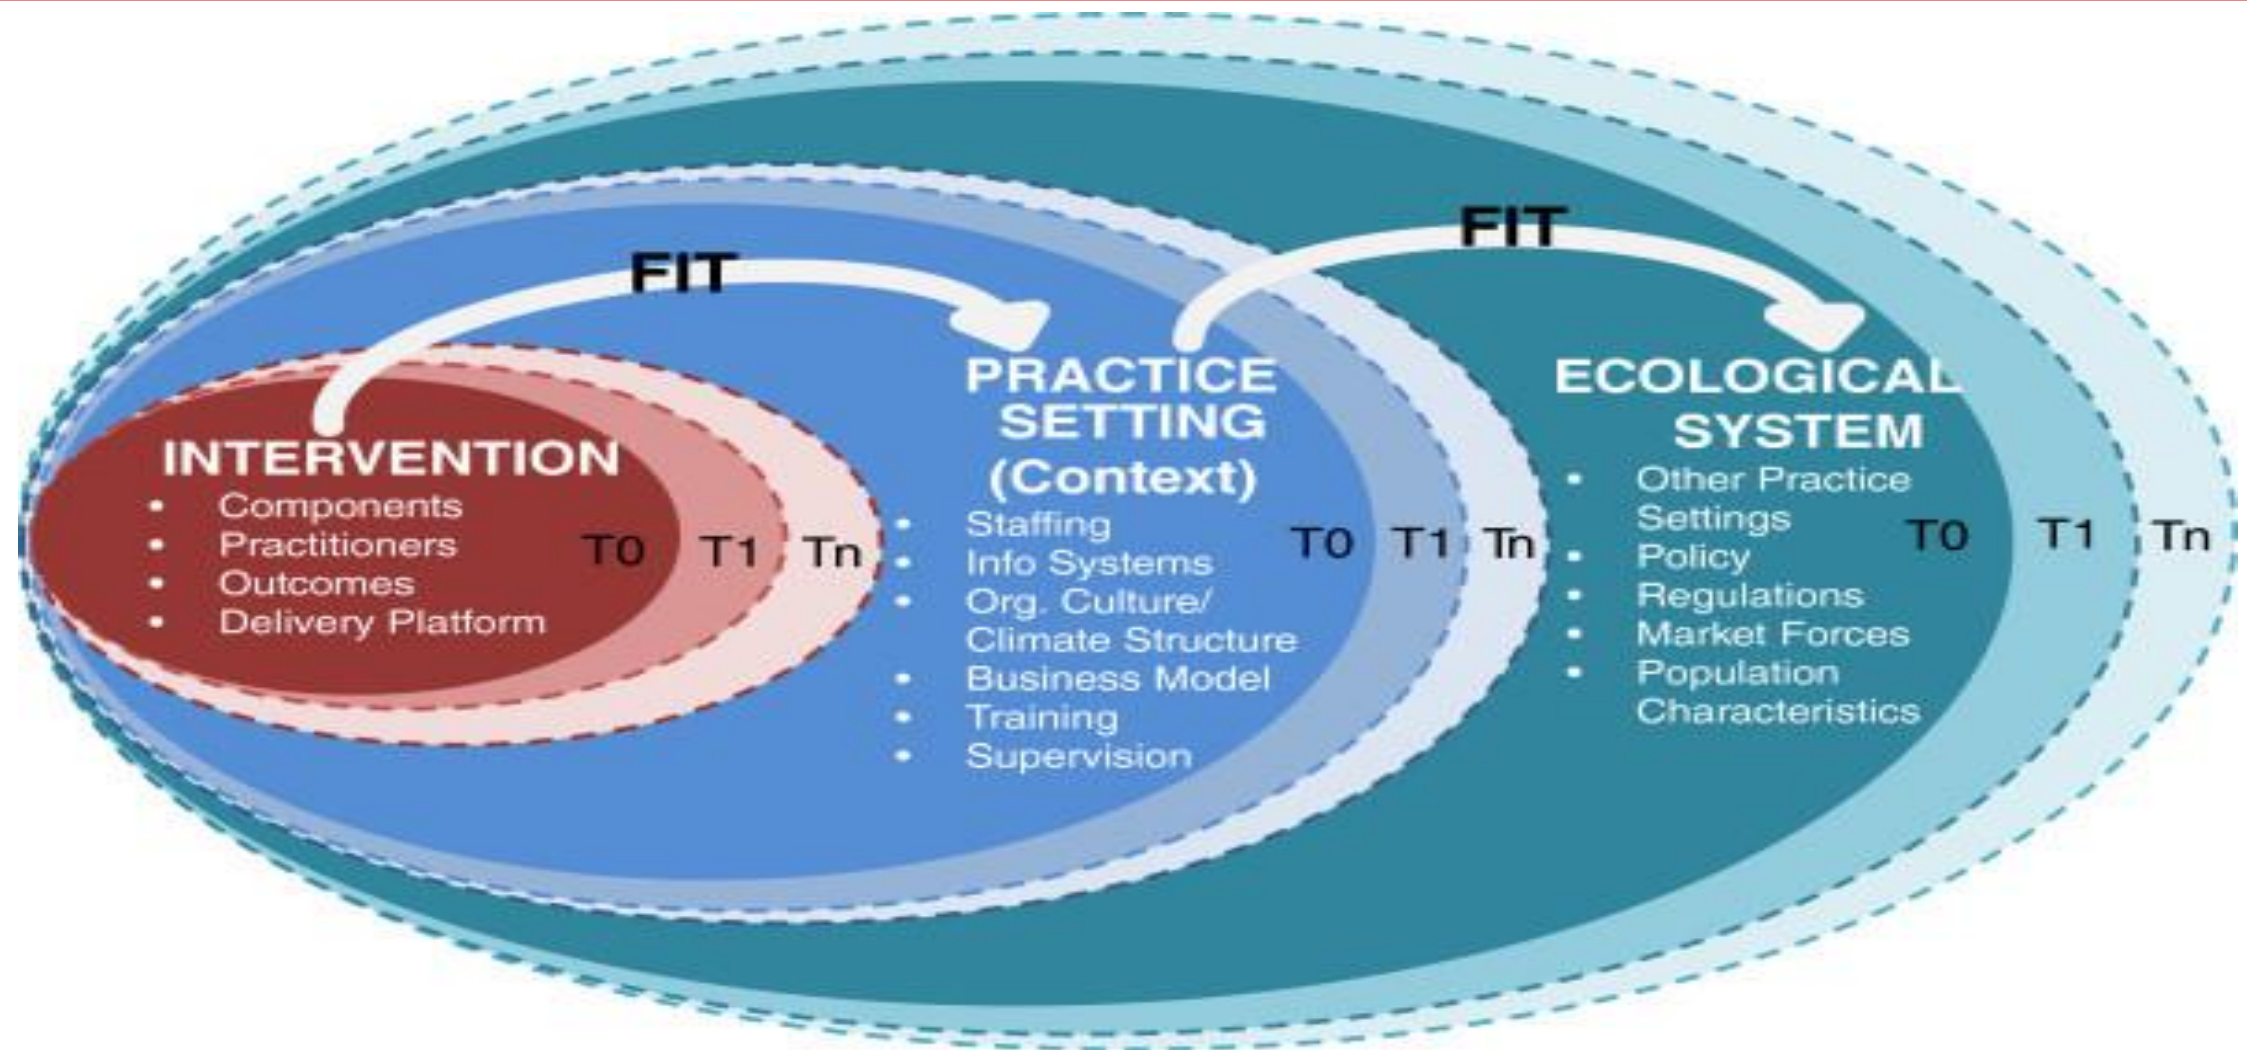 FIT
INTERVENTION
• Components
• Practitioners
• Outcomes
• Delivery Platform
T0 T1 Tn
FIT
PRACTICE
SETTING
(Context)
• Staffing
• Info Systems
• Org. Culture/
Climate Structure
• Business Model
• Training
• Supervision
T0 T1 Tn
ECOLOGICAL
SYSTEM
• Other Practice
Settings
• Policy
• Regulations
• Market Forces
• Population
Characteristics
T0 T1 Tn